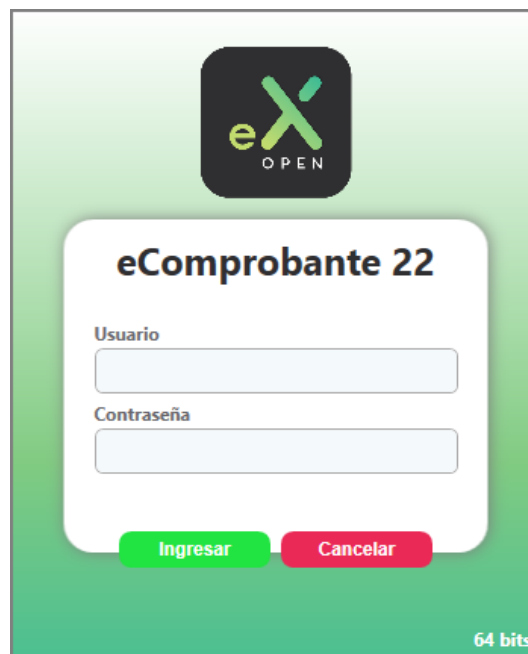 eX
OPEN
eComprobante 22
Usuario
Contraseña
Ingresar Cancelar
64 bits